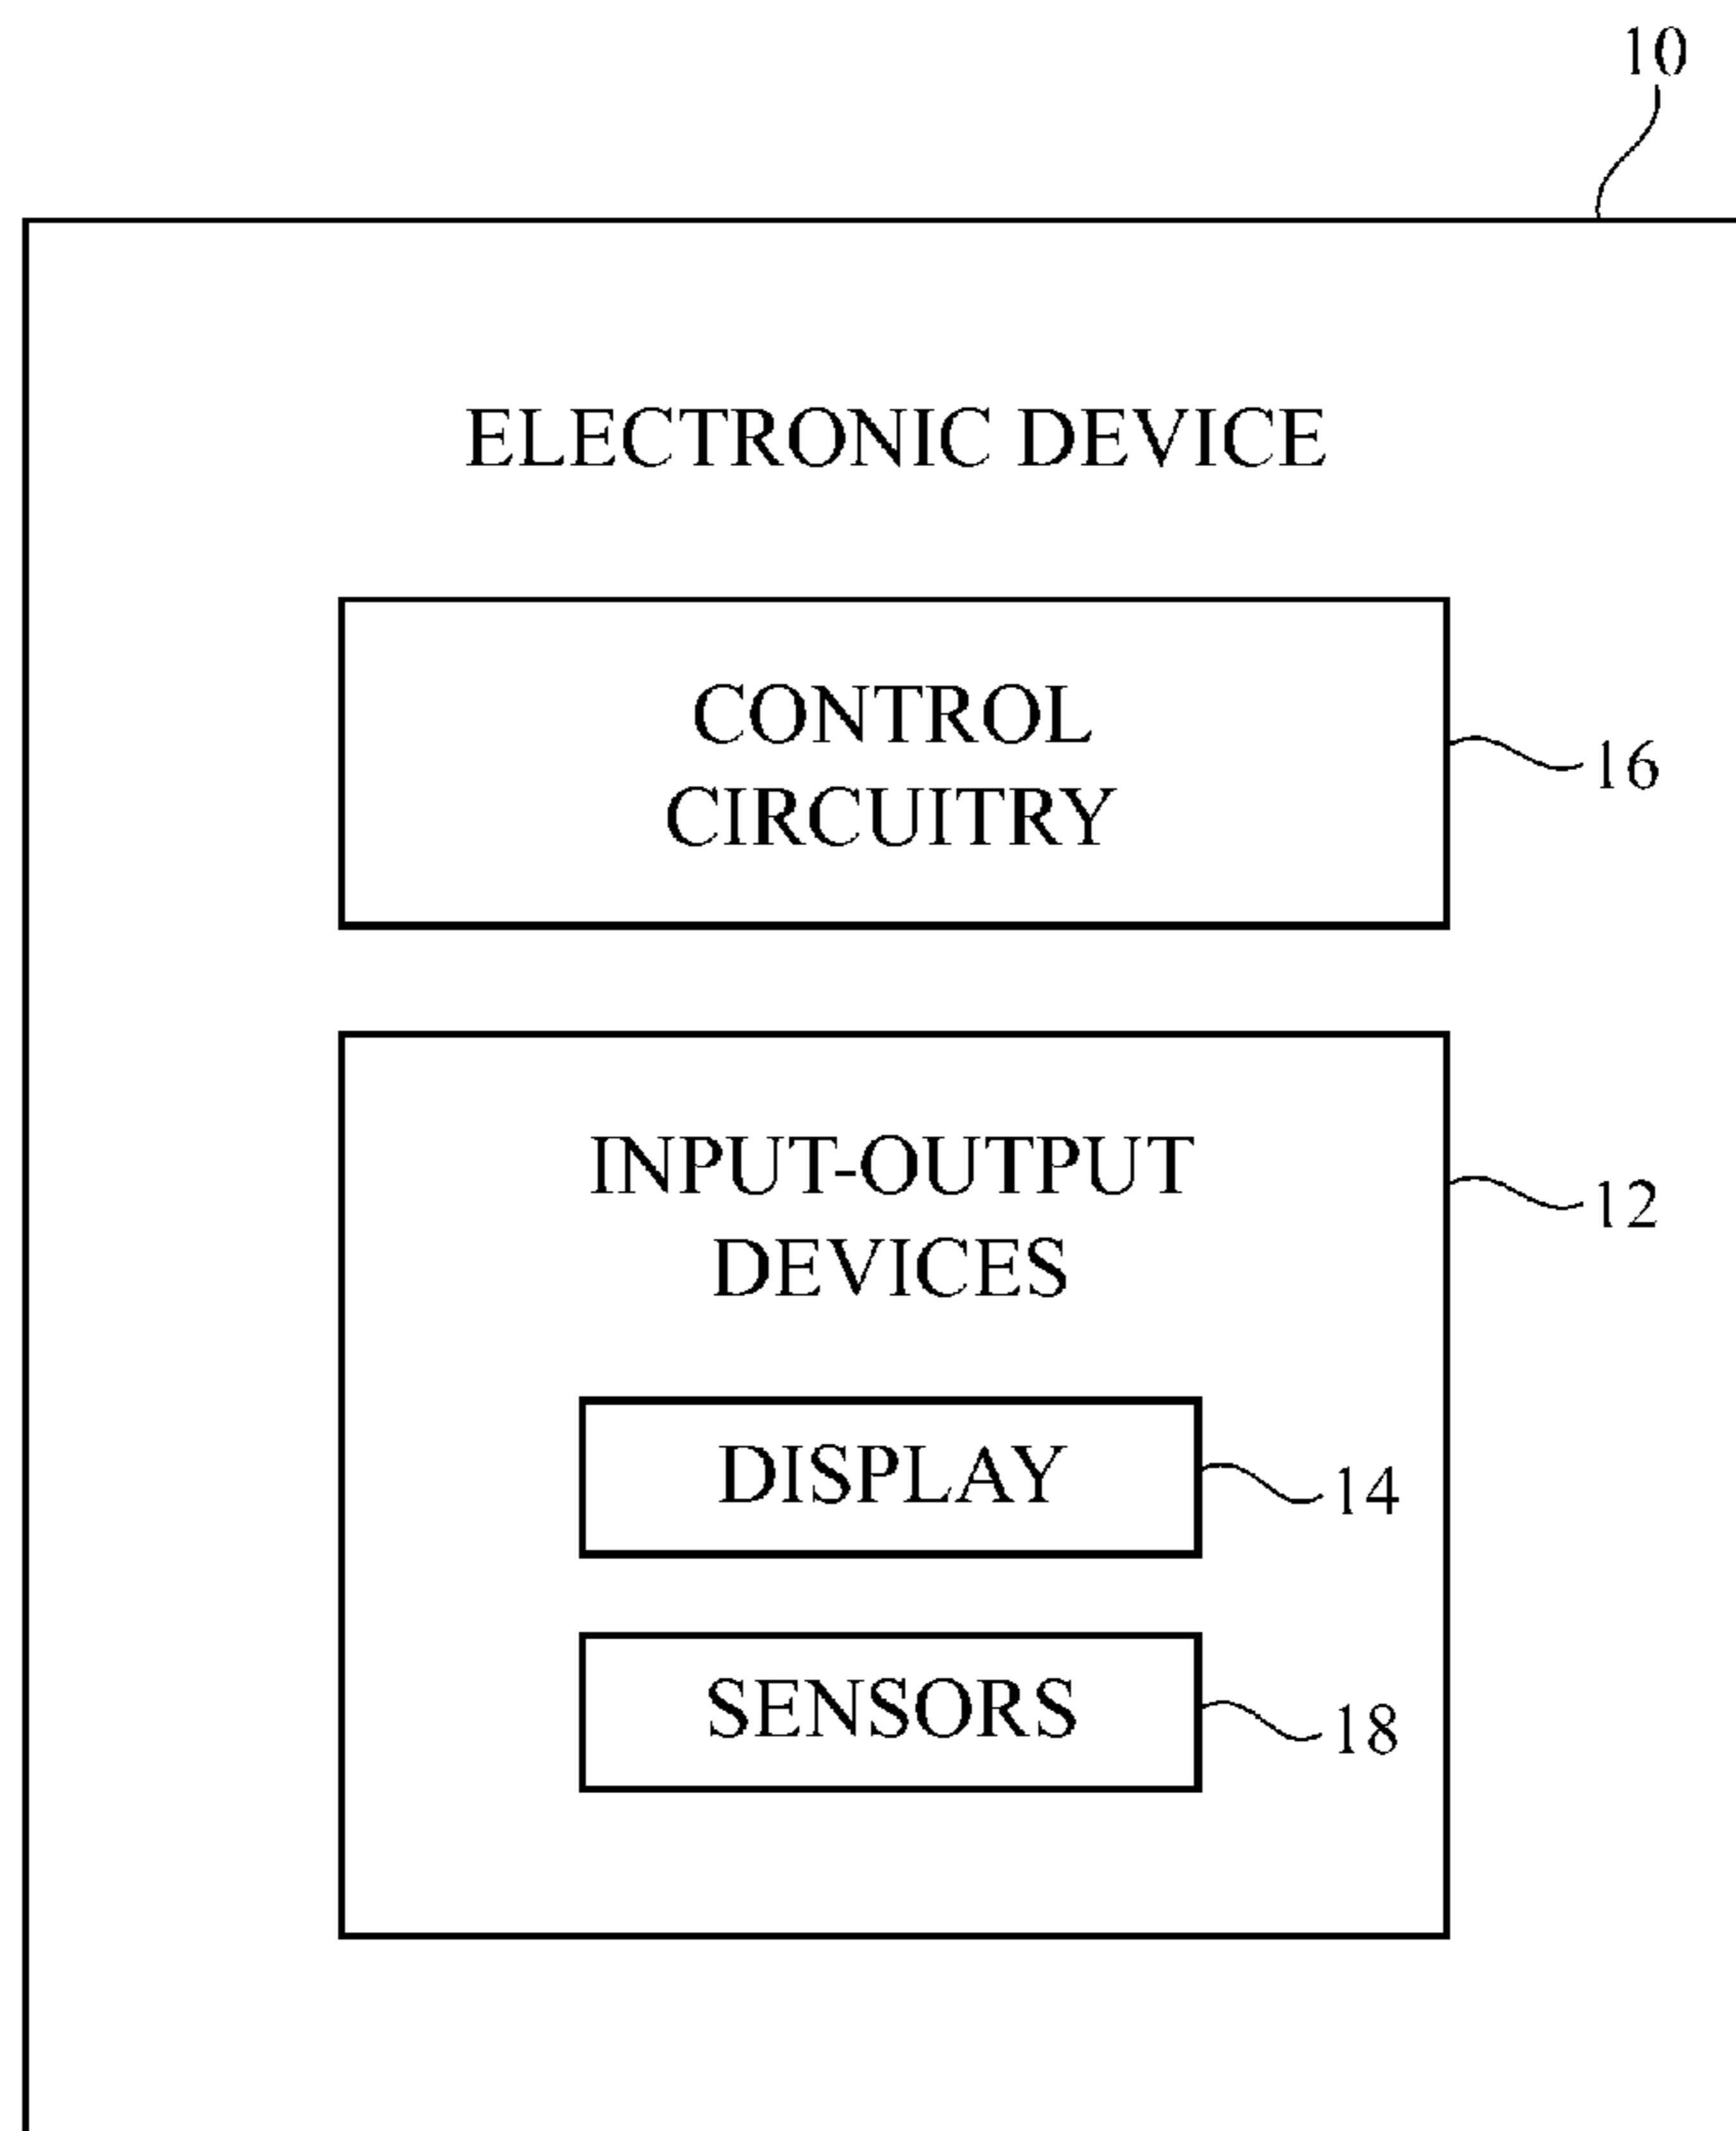 10
ELECTRONIC DEVICE
CONTROL
CIRCUITRY
16
INPUT-OUTPUT
DEVICES
12
DISPLAY
14
SENSORS
18